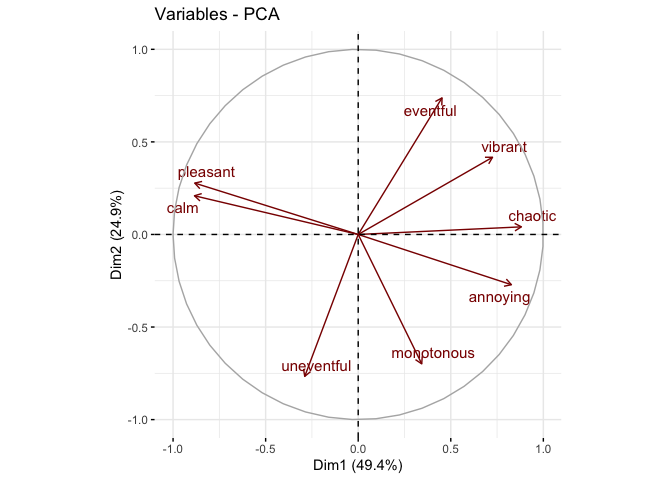 Variables - PCA
1.0
eventful
0.5
vibrant
pleasant
calm
chaotic
0.0
annoying
-0.5
monotonous
uneventful
-1.0
-1.0 -0.5 0.0 0.5 1.0
Dim1 (49.4%)
Dim2 (24.9%)